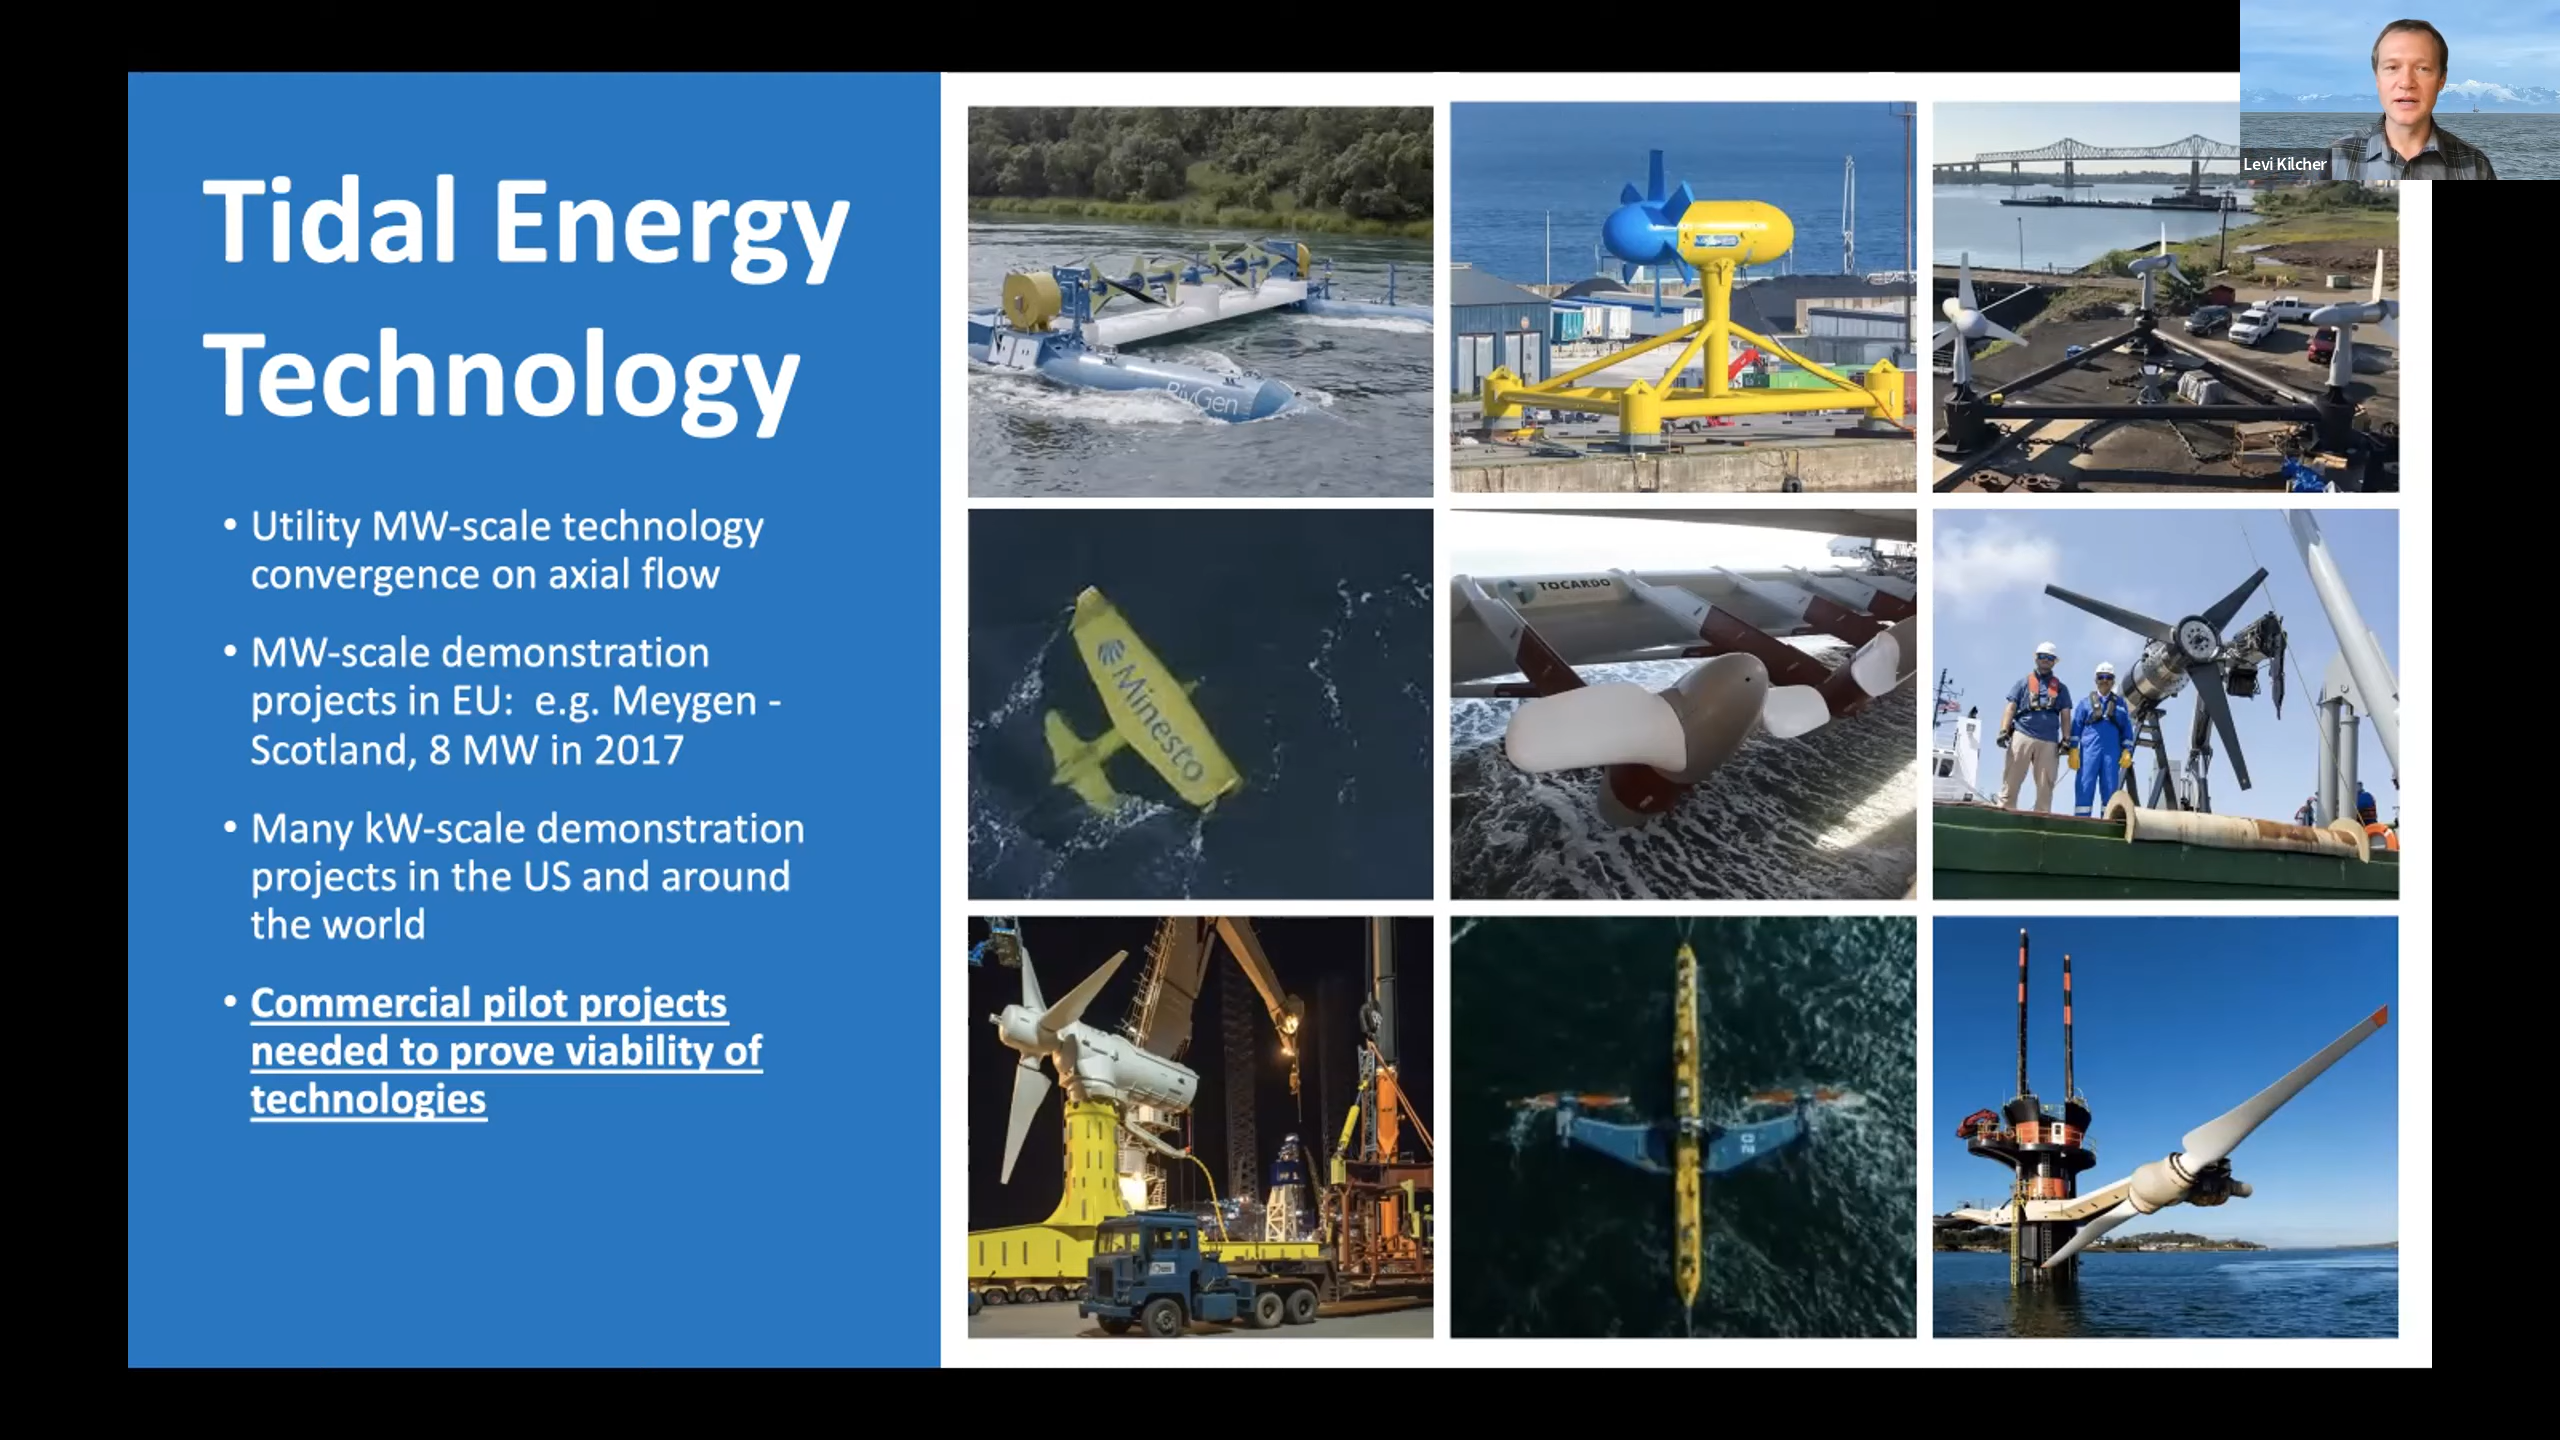 Levi Kilcher
Tidal Energy
Technology
• Utility MW-scale technology
convergence on axial flow
• MW-scale demonstration
projects in EU:  e.g. Meygen -
Scotland, 8 MW in 2017
• Many kW-scale demonstration
projects in the US and around
the world
• Commercial pilot projects
needed to prove viability of
technologies
RivGen
Minesto
TOCARDO